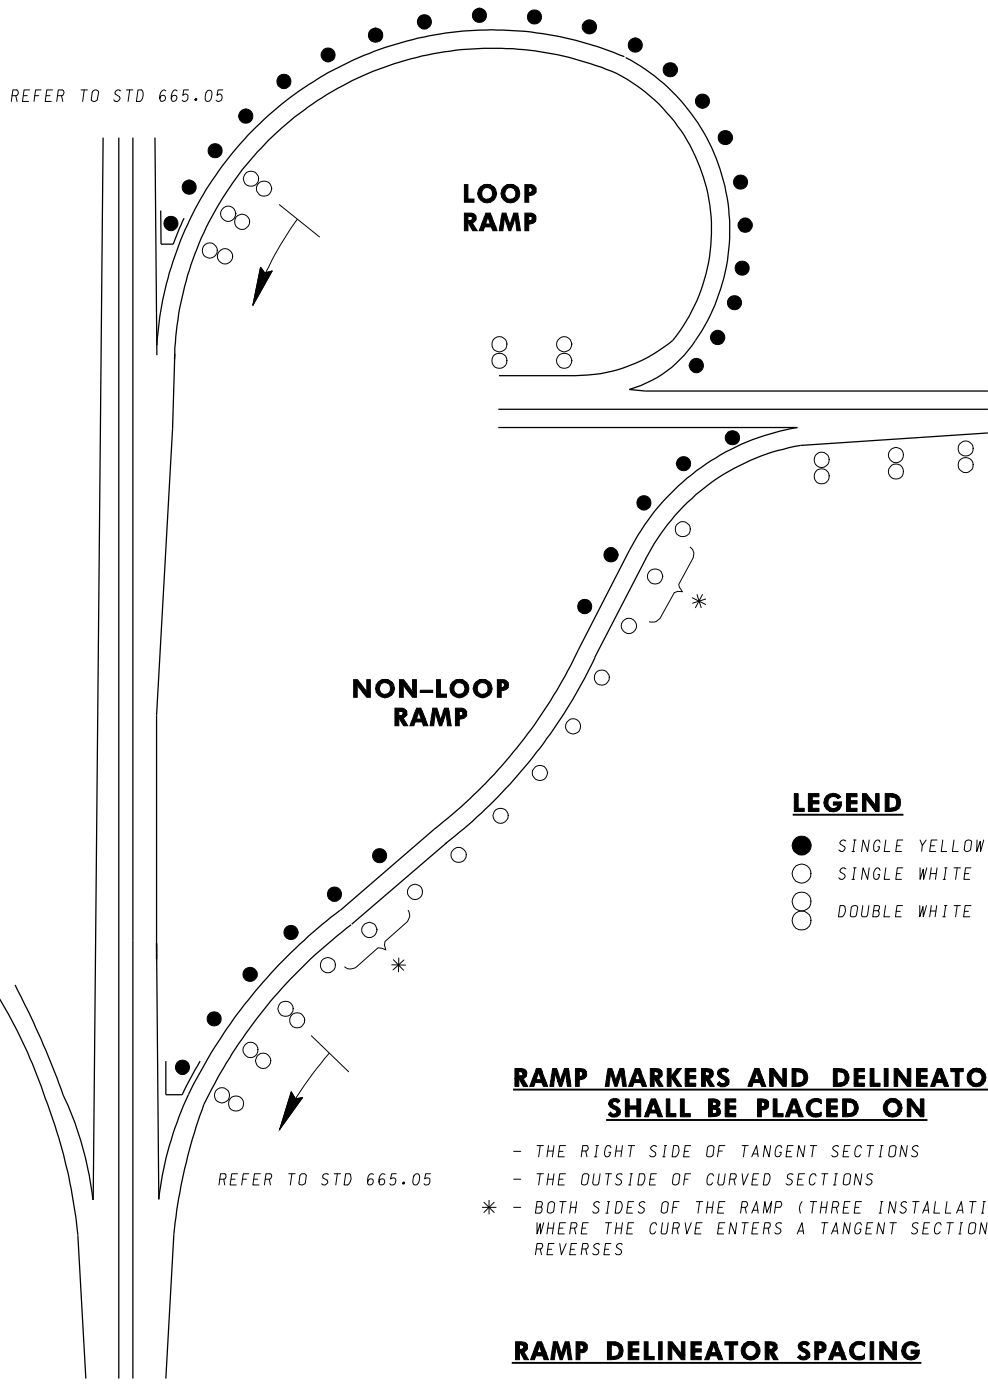 REFER TO STD 665.05
LOOP
RAMP
NON–LOOP
RAMP
LEGEND
SINGLE YELLOW
SINGLE WHITE
DOUBLE WHITE
RAMP MARKERS AND DELINEATO
SHALL BE PLACED ON
- THE RIGHT SIDE OF TANGENT SECTIONS
- THE OUTSIDE OF CURVED SECTIONS
* - BOTH SIDES OF THE RAMP (THREE INSTALLATI
WHERE THE CURVE ENTERS A TANGENT SECTION
REVERSES
REFER TO STD 665.05
RAMP DELINEATOR SPACING